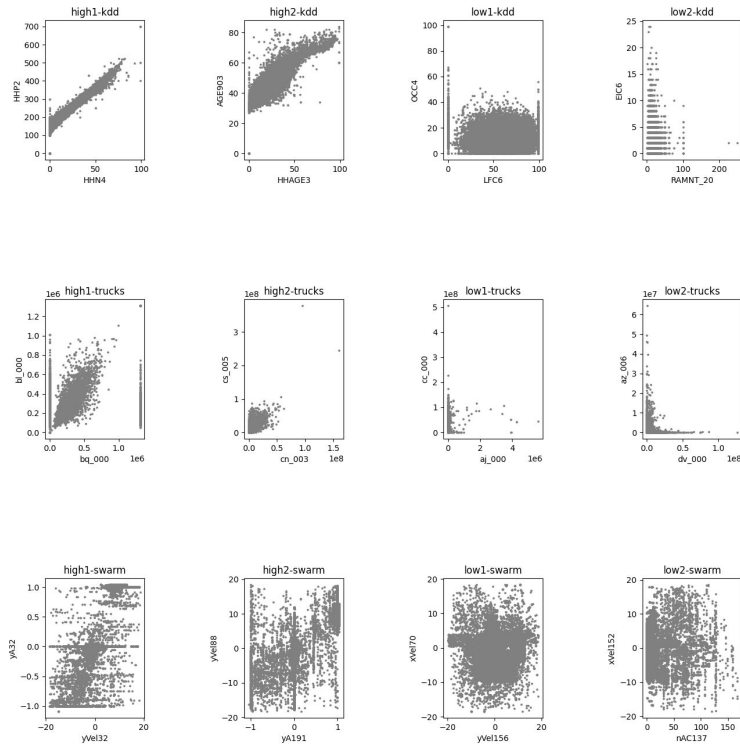 high1-kdd high2-kdd low1-kdd low2-kdd
HHP2
700
600
500
400
300
200
100
0
0 50 100
HHN4
AGE903
80
60
40
20
0
0 50 100
HHAGE3
OCC4
100
80
60
40
20
0
0 50 100
LFC6
EIC6
25
20
15
10
5
0
0 100 200
RAMNT_20
high1-trucks high2-trucks low1-trucks low2-trucks
1e6
bl_000
1.2
1.0
0.8
0.6
0.4
0.2
0.0
0.0 0.5 1.0
bq_000 1e6
1e8
cs_005
3
2
1
0
0.0 0.5 1.0 1.5
cn_003 1e8
1e8
cc_000
5
4
3
2
1
0
0 2 4 6
aj_000 1e6
1e7
az_006
6
5
4
3
2
1
0
0.0 0.5 1.0
dv_000 1e8
high1-swarm high2-swarm low1-swarm low2-swarm
yA32
1.0
0.5
0.0
−0.5
−1.0
−20 0 20
yVel32
yVel88
20
10
0
−10
−20
−1 0 1
yA191
xVel70
20
10
0
−10
−20
−20 0 20
yVel156
xVel152
20
10
0
−10
−20
0 50 100 150
nAC137